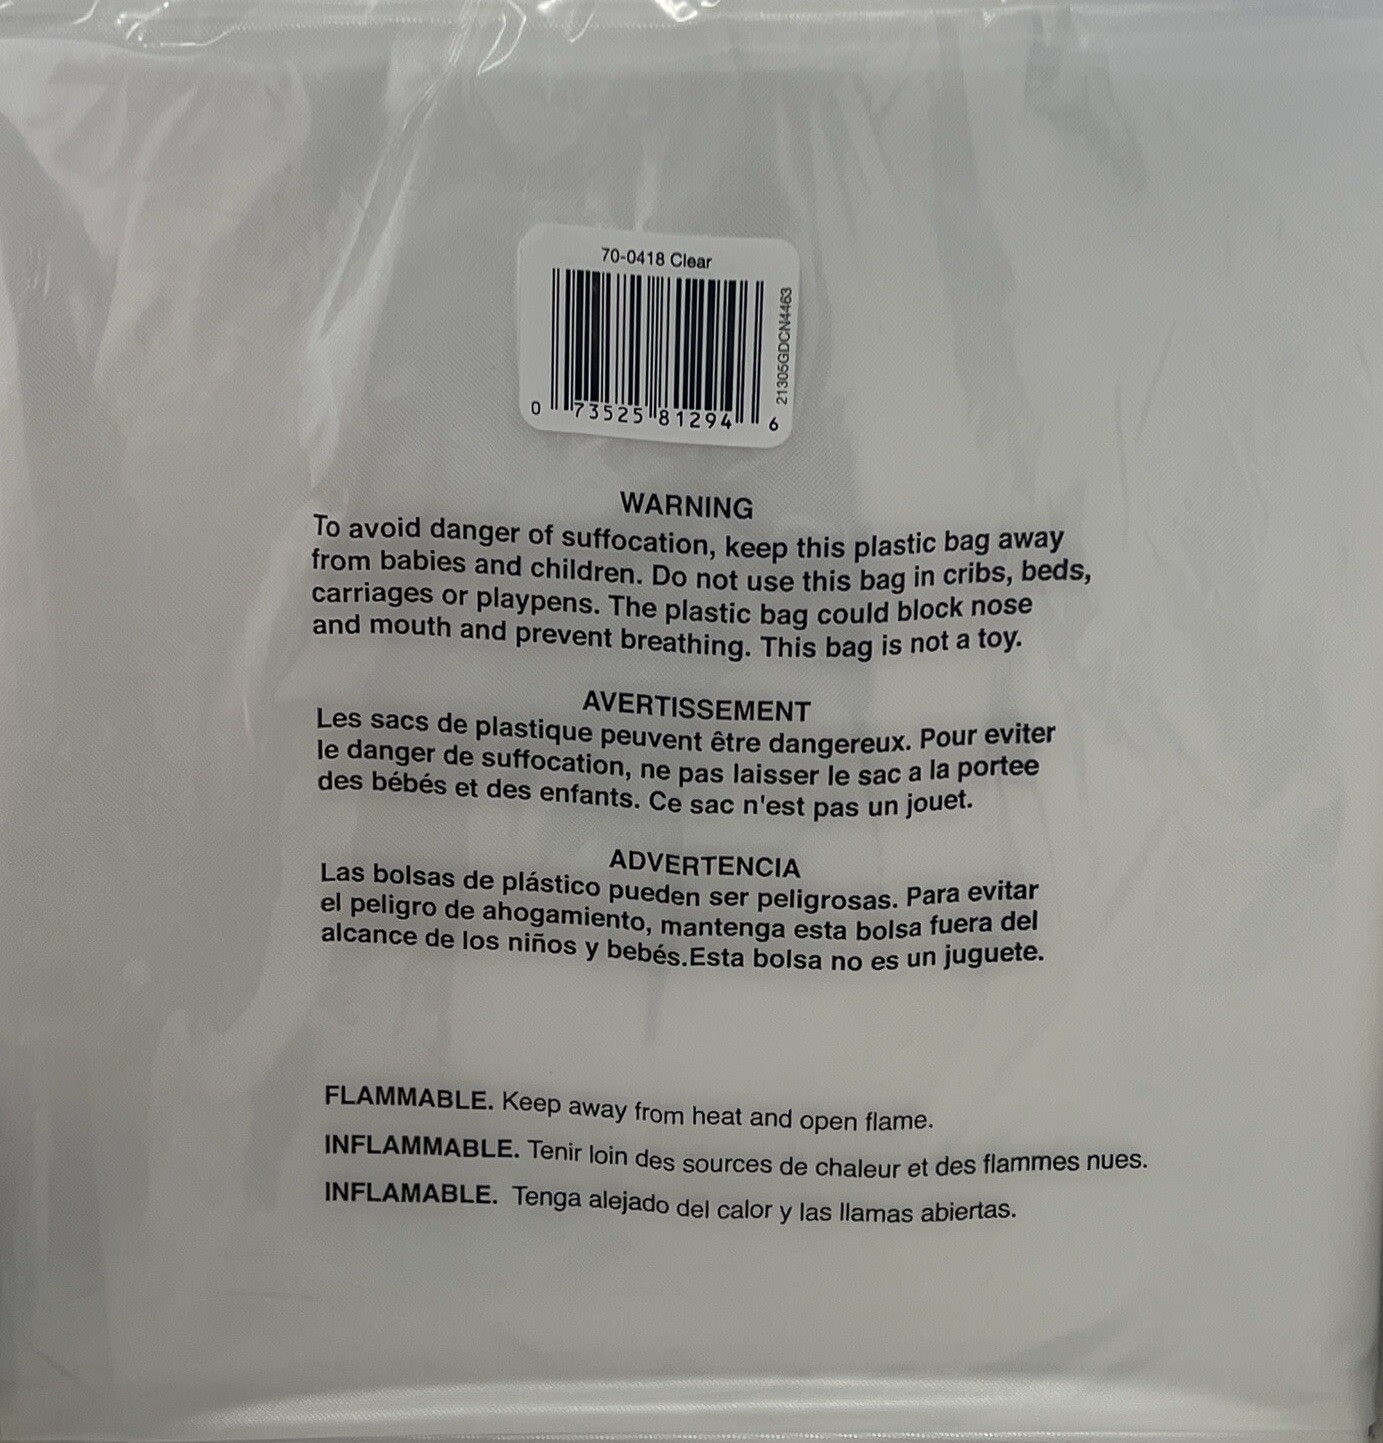 70-0418 Clear
21305GDCN4463
0 73525 81294 6
WARNING
To avoid danger of suffocation, keep this plastic bag away
from babies and children. Do not use this bag in cribs, beds,
carriages or playpens. The plastic bag could block nose
and mouth and prevent breathing. This bag is not a toy.
AVERTISSEMENT
Les sacs de plastique peuvent être dangereux. Pour eviter
le danger de suffocation, ne pas laisser le sac a la portee
des bébés et des enfants. Ce sac n'est pas un jouet.
ADVERTENCIA
Las bolsas de plástico pueden ser peligrosas. Para evitar
el peligro de ahogamiento, mantenga esta bolsa fuera del
alcance de los niños y bebés.Esta bolsa no es un juguete.
FLAMMABLE. Keep away from heat and open flame.
INFLAMMABLE. Tenir loin des sources de chaleur et des flammes nues.
INFLAMABLE. Tenga alejado del calor y las llamas abiertas.